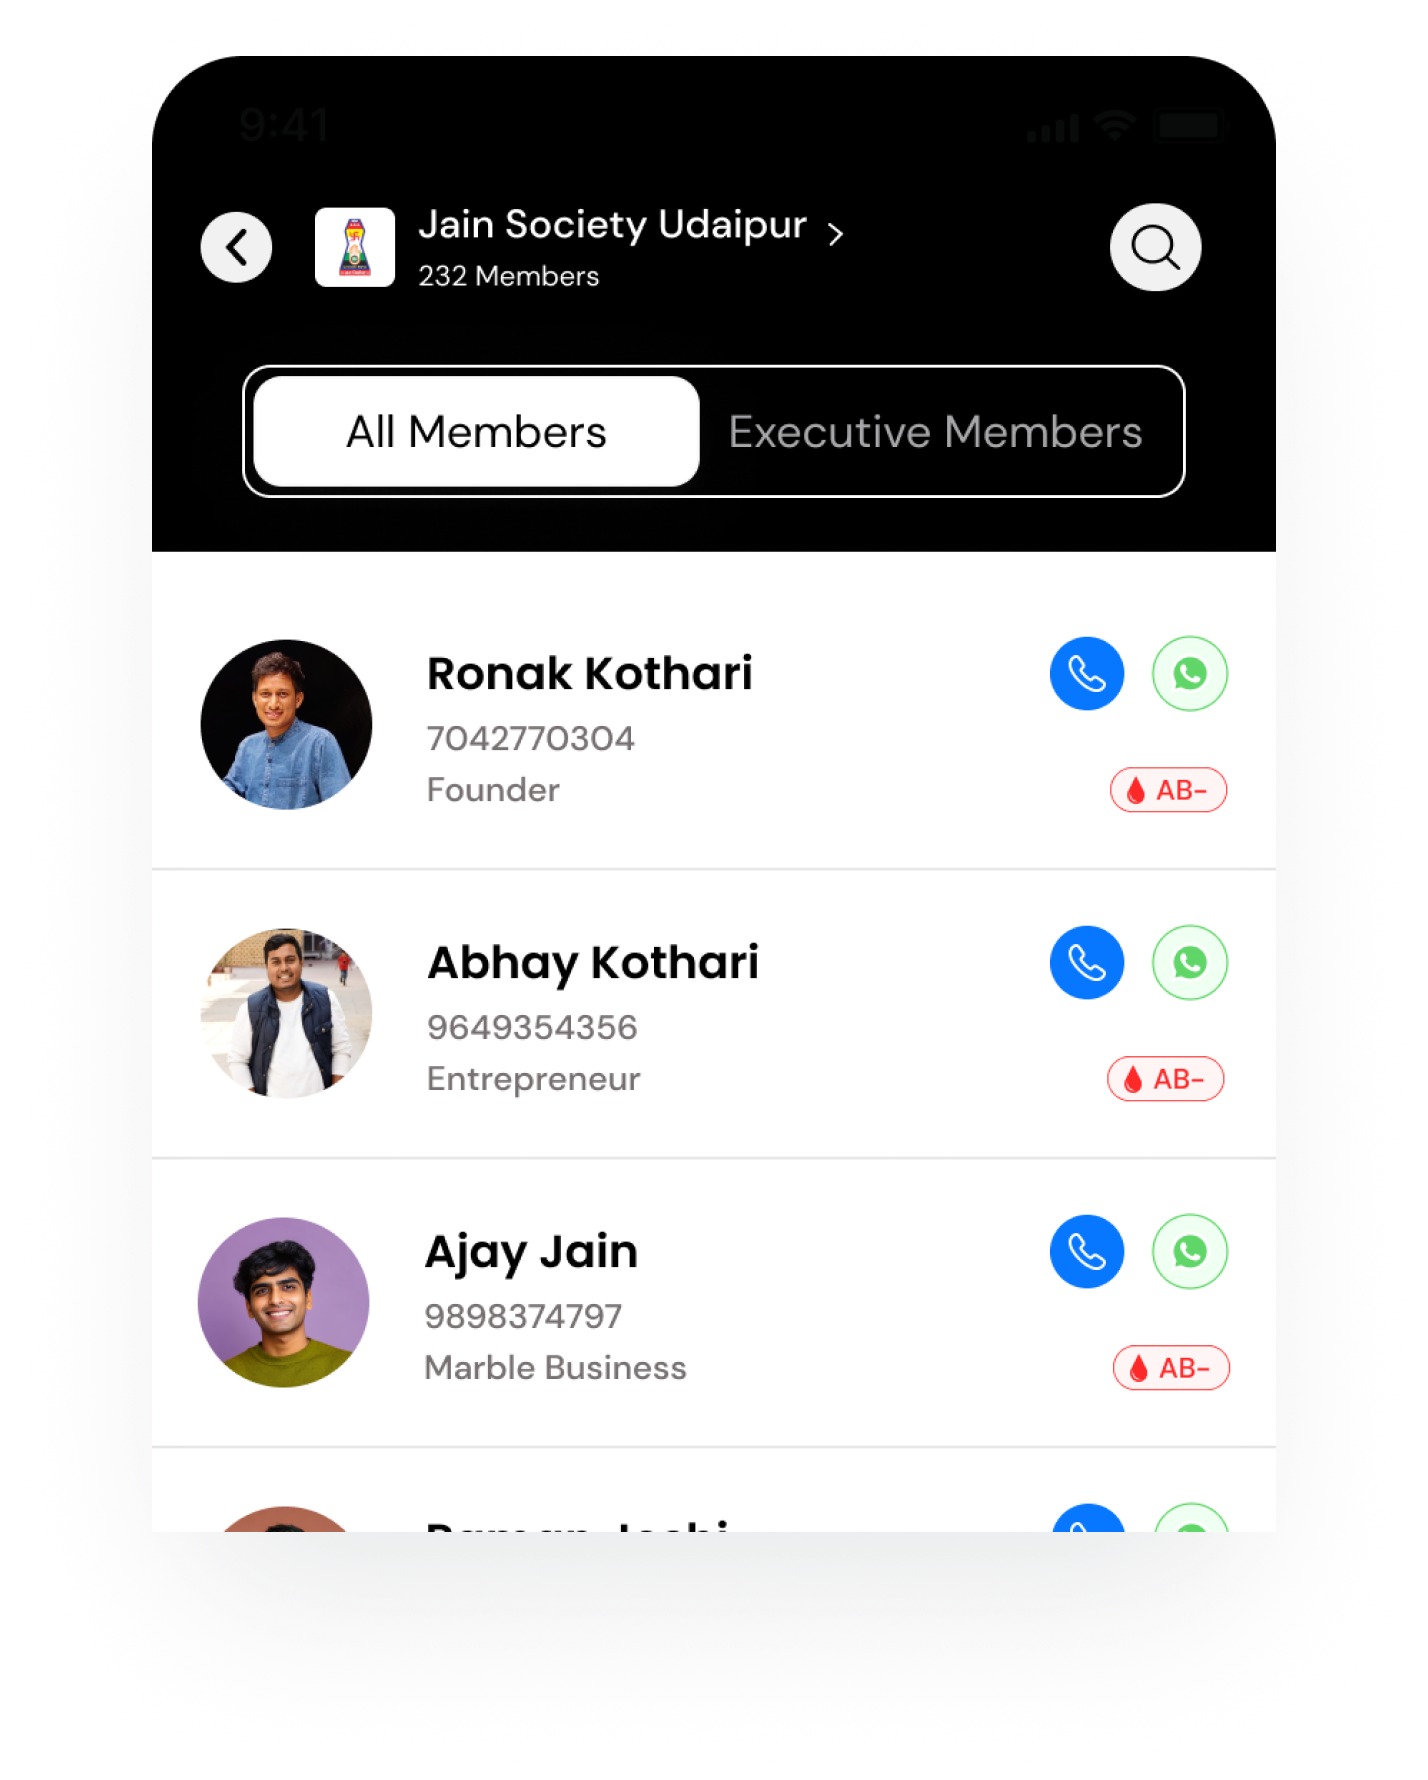 9:41
Jain Society Udaipur
232 Members
All Members
Executive Members
Ronak Kothari
7042770304
Founder
AB-
Abhay Kothari
9649354356
Entrepreneur
AB-
Ajay Jain
9898374797
Marble Business
AB-